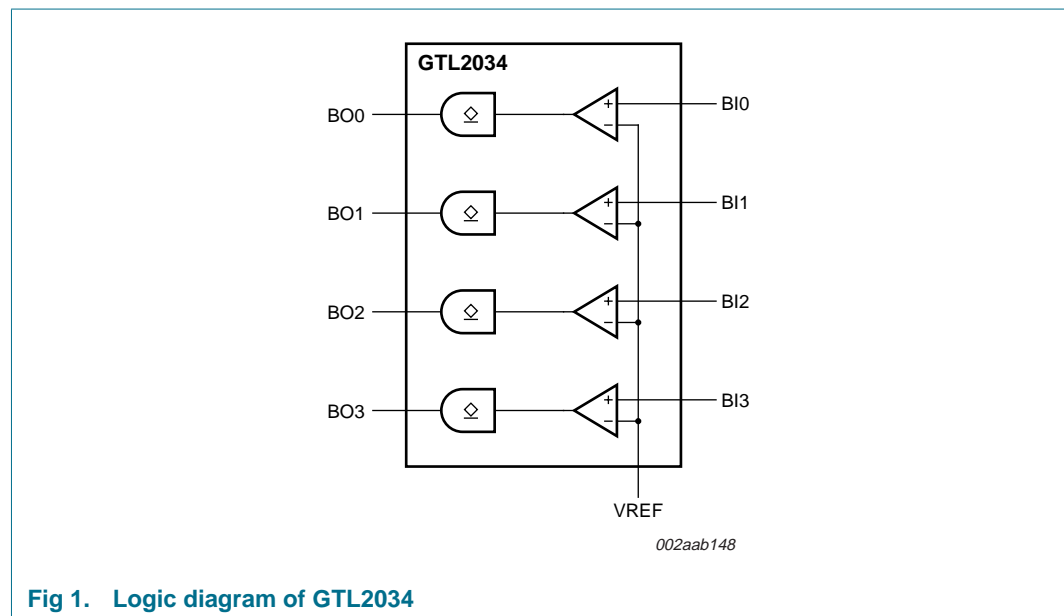 GTL2034
BO0
+
−
BI0
BO1
+
−
BI1
BO2
+
−
BI2
BO3
+
−
BI3
VREF
002aab148
Fig 1. Logic diagram of GTL2034